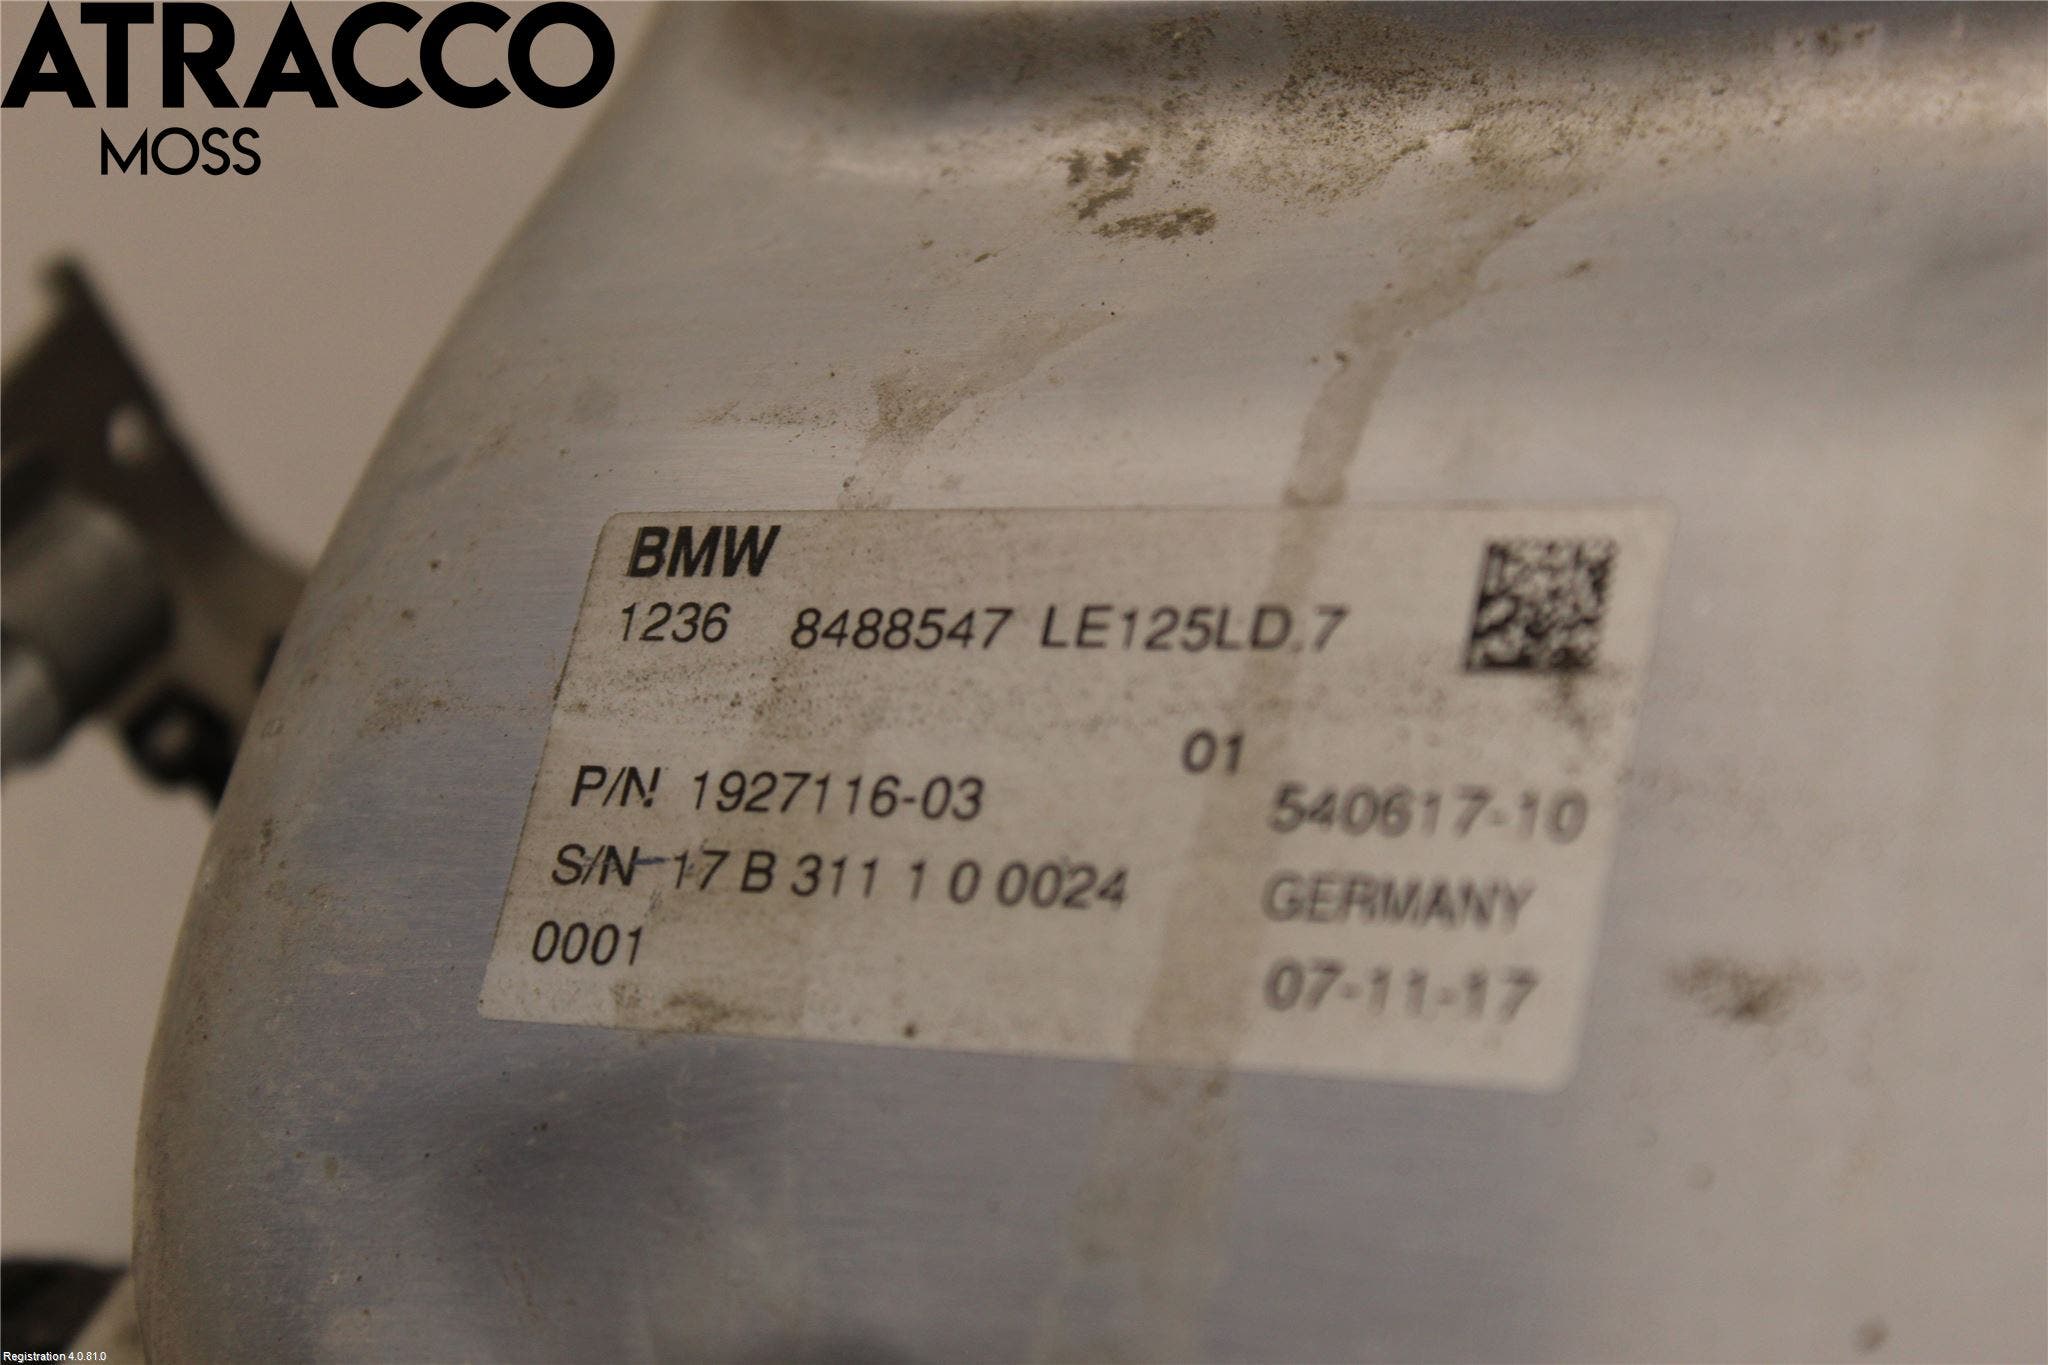 ATRACCO
MOSS
BMW
1236 8488547 LE125LD.7
01
P/N: 1927116-03
540617-10
S/N 17 B 311 1 0 0024
GERMANY
0001
07-11-17
Registration 4.0.81.0